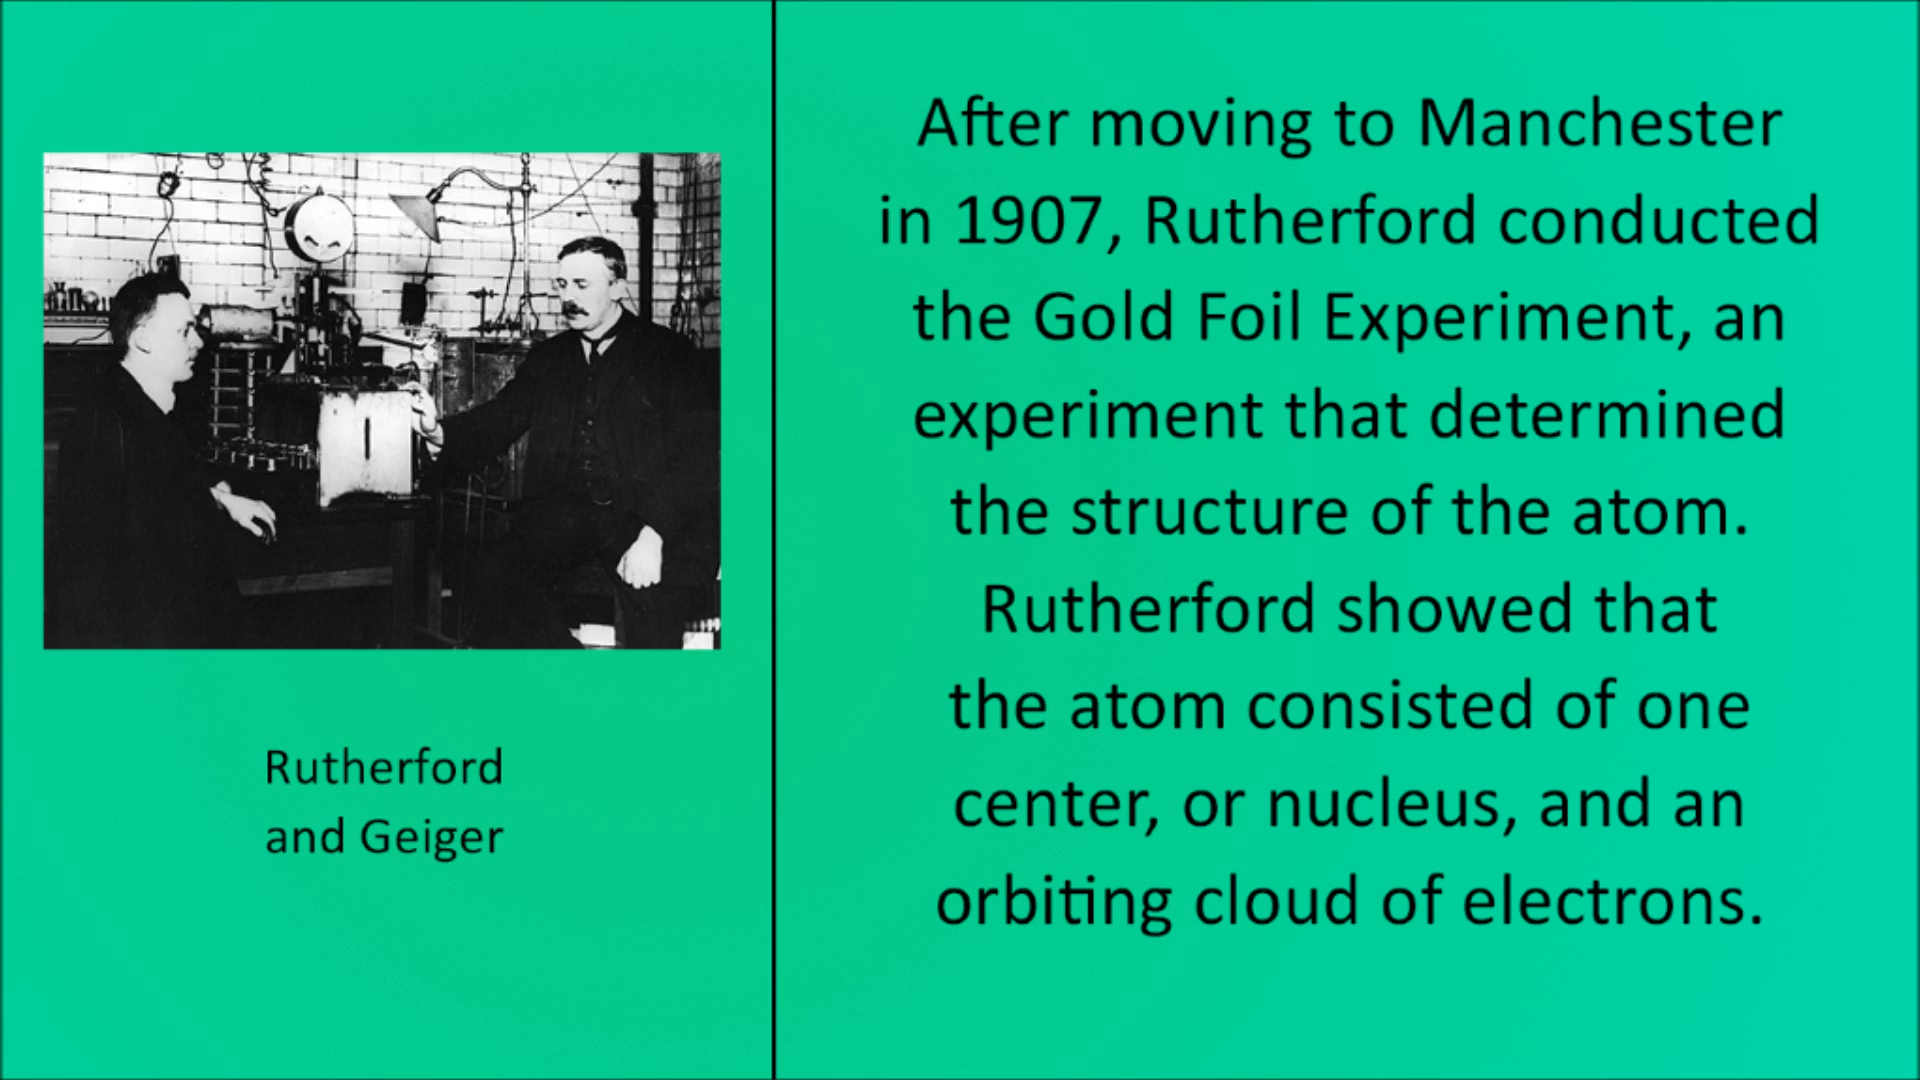 Rutherford
and Geiger
After moving to Manchester
in 1907, Rutherford conducted
the Gold Foil Experiment, an
experiment that determined
the structure of the atom.
Rutherford showed that
the atom consisted of one
center, or nucleus, and an
orbiting cloud of electrons.